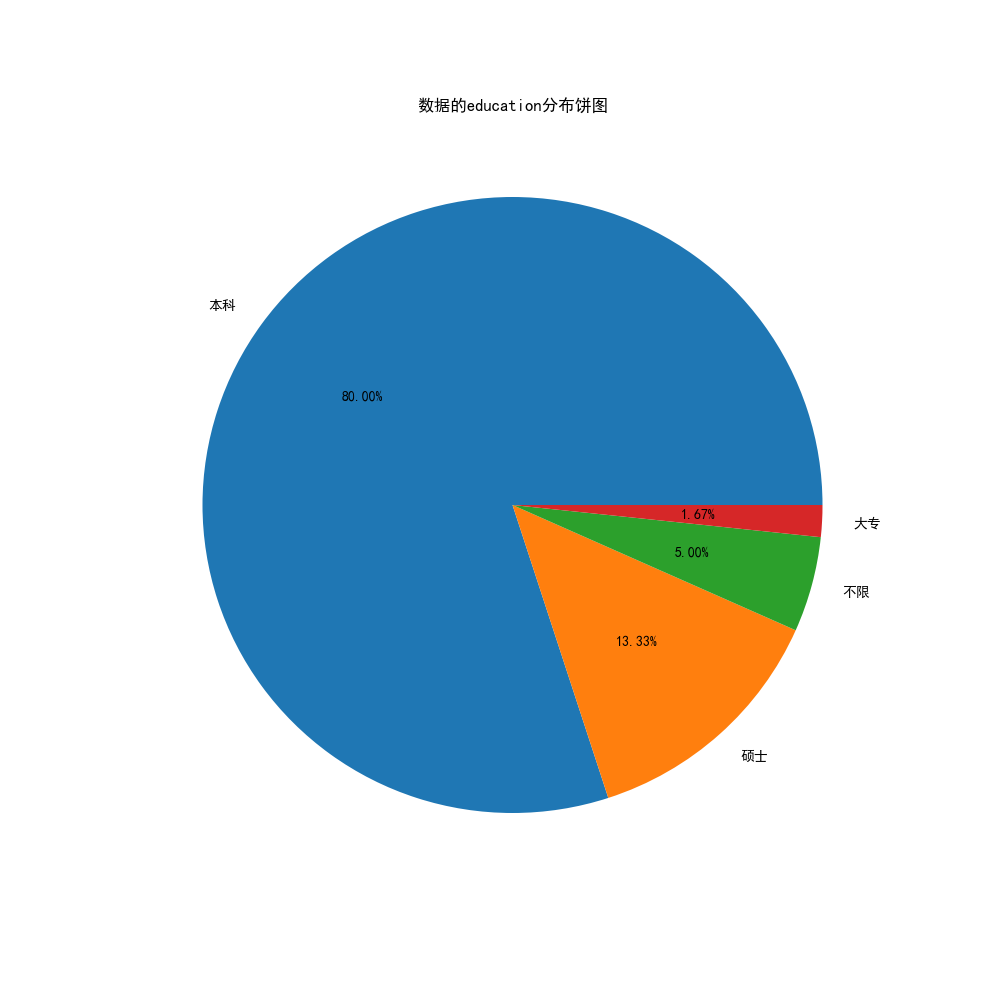 数据的education分布饼图
本科
80.00%
1.67%
大专
5.00%
不限
13.33%
硕士